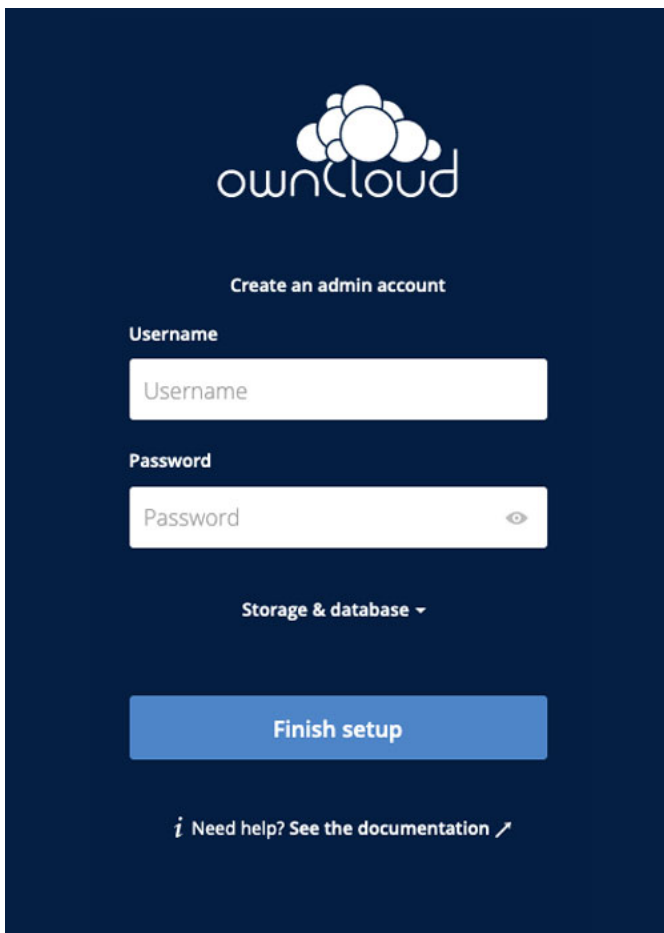 ownCloud
Create an admin account
Username
Username
Password
Password
Storage & database
Finish setup
i Need help? See the documentation